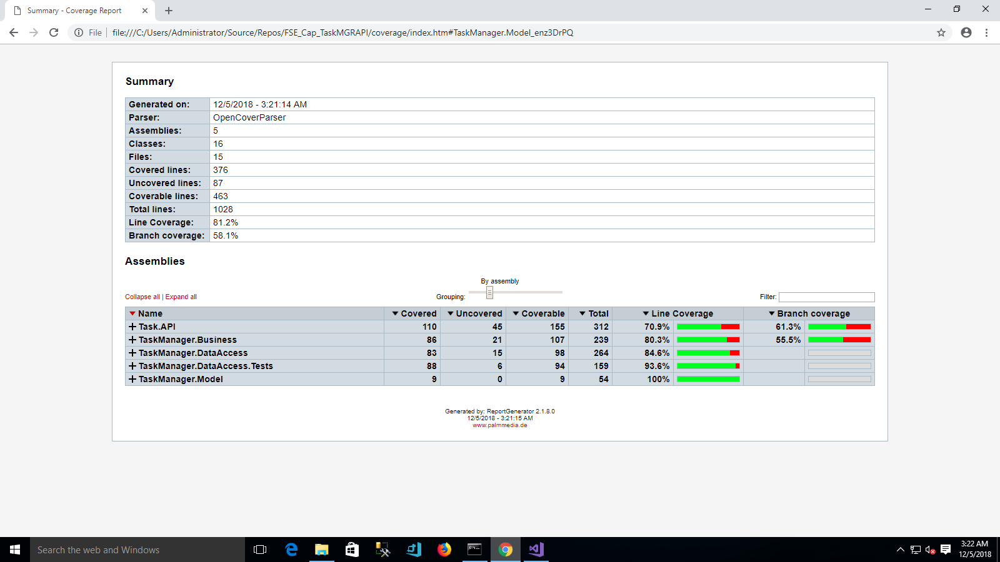 Summary - Coverage Report
File file:///C:/Users/Administrator/Source/Repos/FSE_Cap_TaskMGRAPI/coverage/index.htm#TaskManager.Model_enz3DrPQ
Summary
Generated on: 12/5/2018 - 3:21:14 AM
Parser: OpenCoverParser
Assemblies: 5
Classes: 16
Files: 15
Covered lines: 376
Uncovered lines: 87
Coverable lines: 463
Total lines: 1028
Line Coverage: 81.2%
Branch coverage: 58.1%
Assemblies
By assembly
Collapse all | Expand all Grouping: Filter:
Name Covered Uncovered Coverable Total Line Coverage Branch coverage
Task.API 110 45 155 312 70.9% 61.3%
TaskManager.Business 86 21 107 239 80.3% 55.5%
TaskManager.DataAccess 83 15 98 264 84.6%
TaskManager.DataAccess.Tests 88 6 94 159 93.6%
TaskManager.Model 9 0 9 54 100%
Generated by: ReportGenerator 2.1.8.0
12/5/2018 - 3:21:15 AM
www.palmmedia.de
Search the web and Windows
3:22 AM
12/5/2018